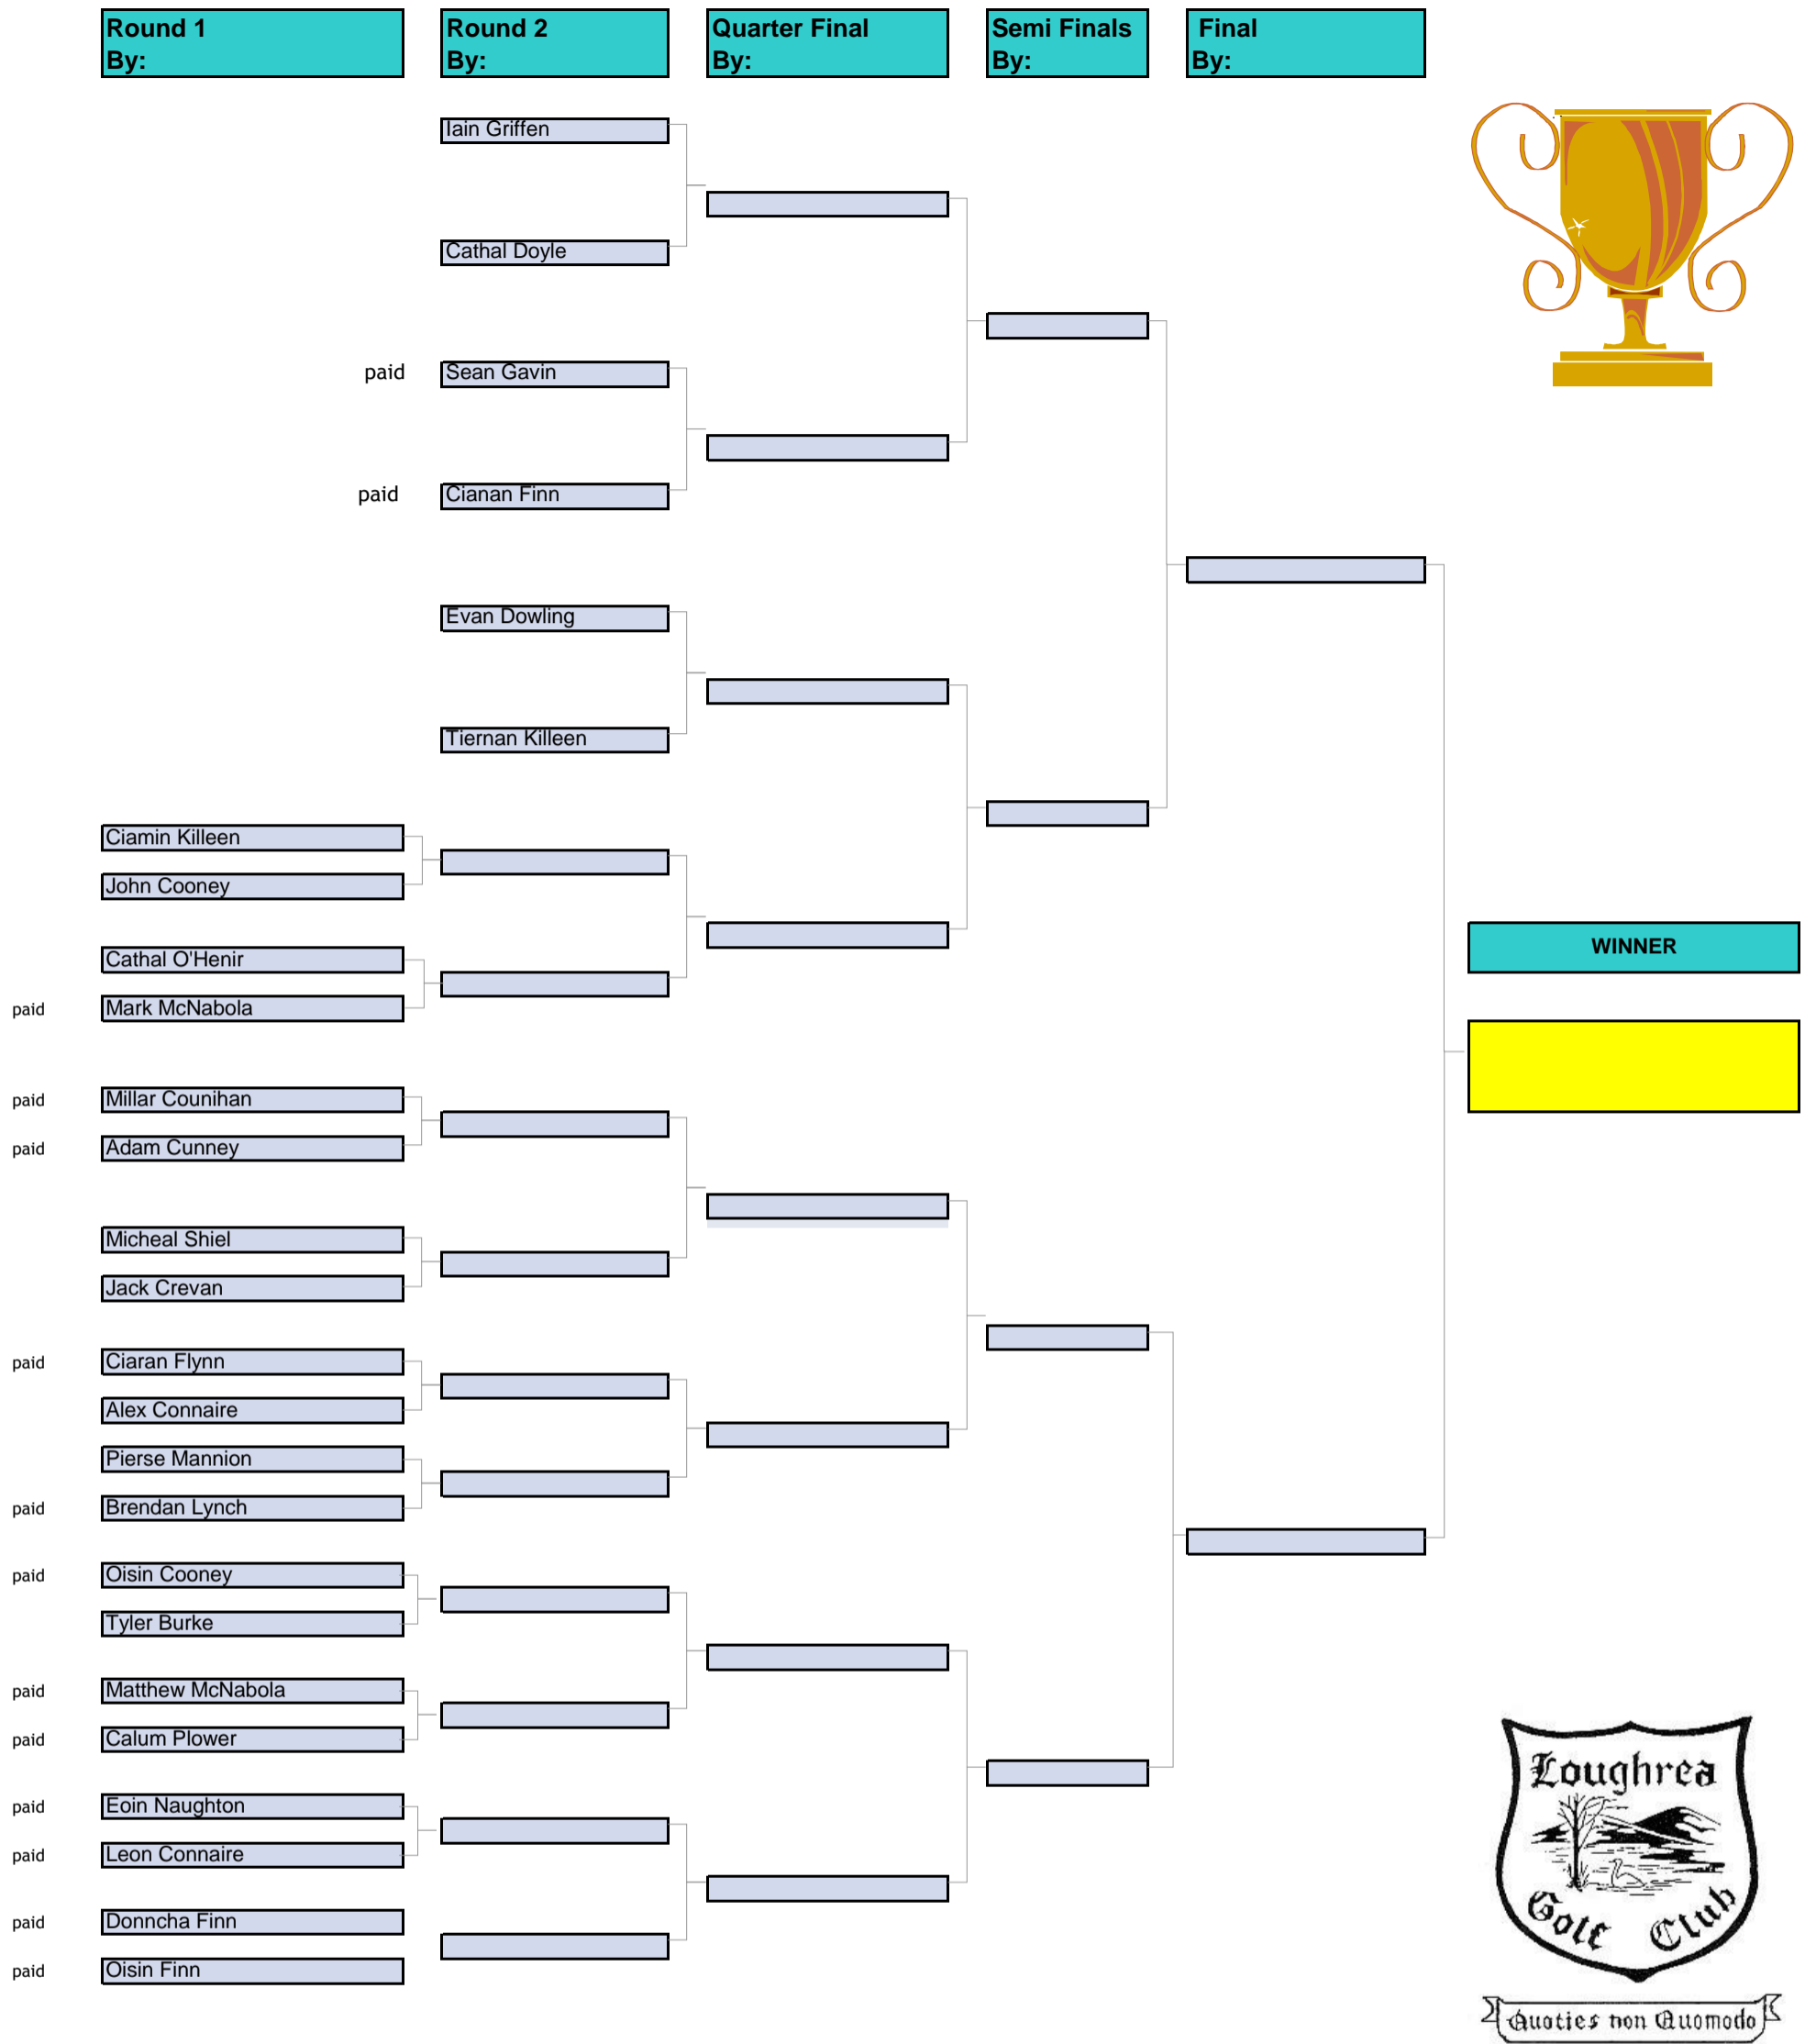 Round 1
By:
Round 2
By:
Quarter Final
By:
Semi Finals
By:
Final
By:
Iain Griffen
Cathal Doyle
paid Sean Gavin
paid Cianan Finn
Evan Dowling
Tiernan Killeen
Ciamin Killeen
John Cooney
Cathal O'Henir
WINNER
paid Mark McNabola
paid Millar Counihan
paid Adam Cunney
Micheal Shiel
Jack Crevan
paid Ciaran Flynn
Alex Connaire
Pierse Mannion
paid Brendan Lynch
paid Oisin Cooney
Tyler Burke
paid Matthew McNabola
paid Calum Plower
paid Eoin Naughton
paid Leon Connaire
paid Donncha Finn
paid Oisin Finn
Loughrea
Golf Club
Quoties non Quomodo